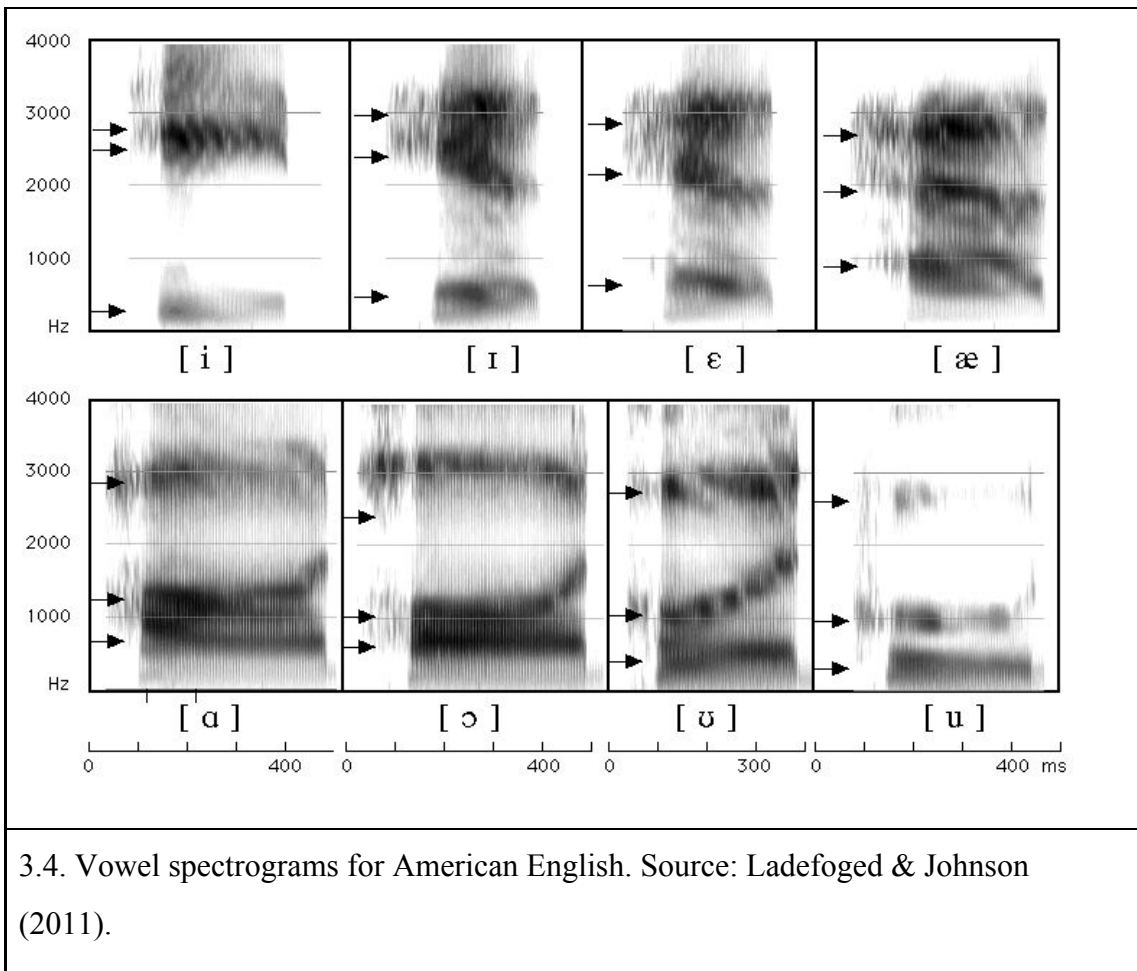 4000
3000
2000
1000
Hz
[ i ] [ ɪ ] [ ɛ ] [ æ ]
4000
3000
2000
1000
Hz
[ ɑ ] [ ɔ ] [ ʊ ] [ u ]
0 400 0 400 0 300 0 400 ms
3.4. Vowel spectrograms for American English. Source: Ladefoged & Johnson
(2011).